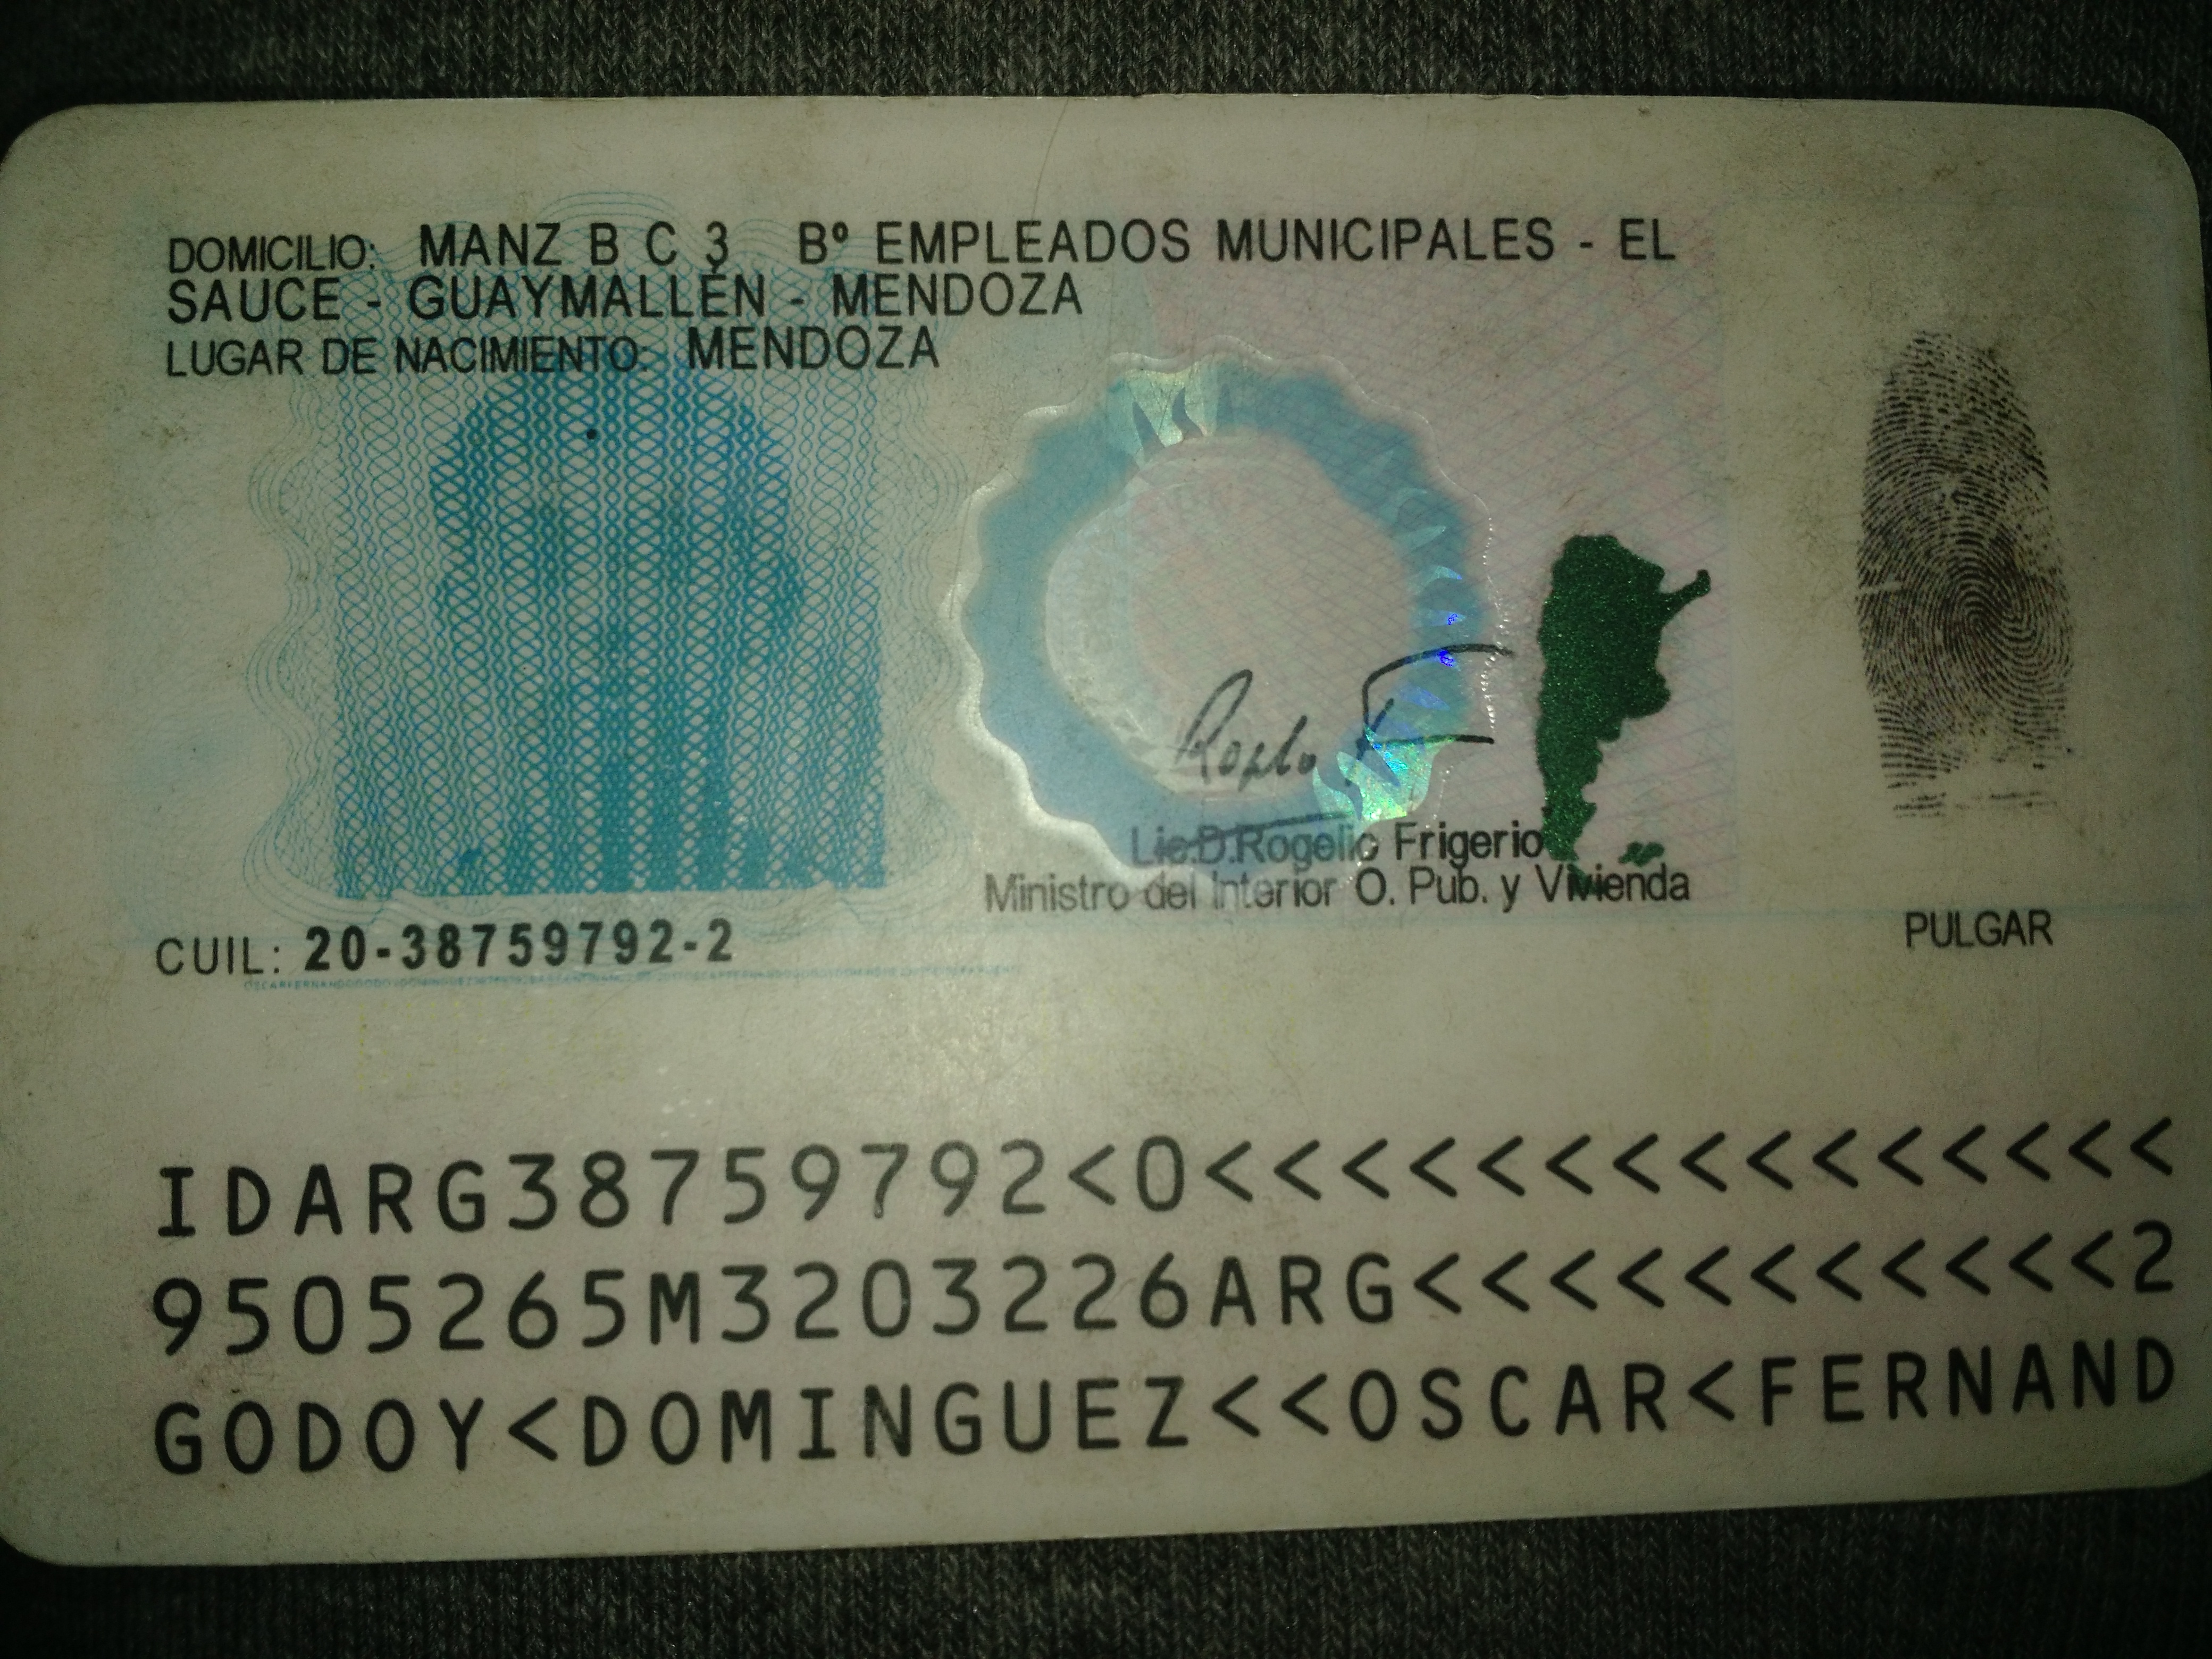 DOMICILIO: MANZ B C 3 Bº EMPLEADOS MUNICIPALES - EL
SAUCE - GUAYMALLÉN - MENDOZA
LUGAR DE NACIMIENTO: MENDOZA
Lic.D.Rogelio Frigerio
Ministro del Interior O. Pub. y Vivienda
PULGAR
CUIL: 20-38759792-2
IDARG38759792<0<<<<<<<<<<<<<<<
9505265M3203226ARG<<<<<<<<<<<2
GODOY<DOMINGUEZ<<OSCAR<FERNAND